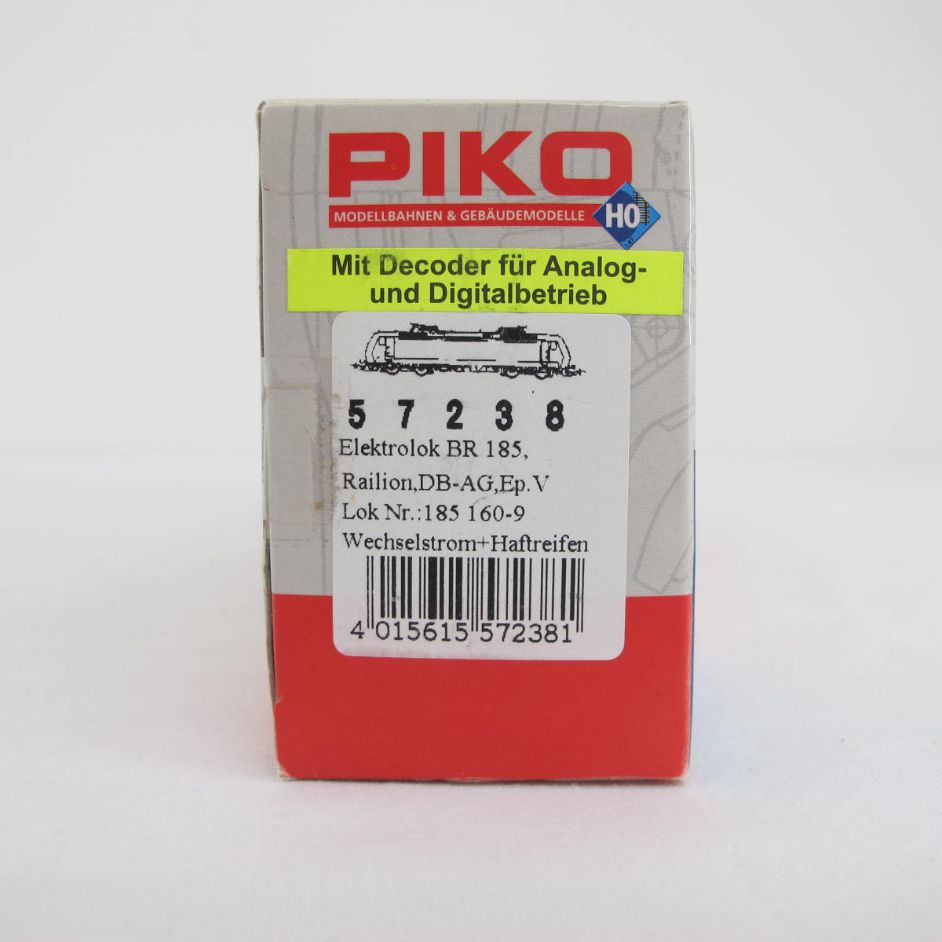 PIKO
MODELLBAHNEN & GEBÄUDEMODELLE
H0
Mit Decoder für Analog-
und Digitalbetrieb
5 7 2 3 8
Elektrolok BR 185,
Railion,DB-AG,Ep.V
Lok Nr.:185 160-9
Wechselstrom+Haftreifen
4 015615 572381